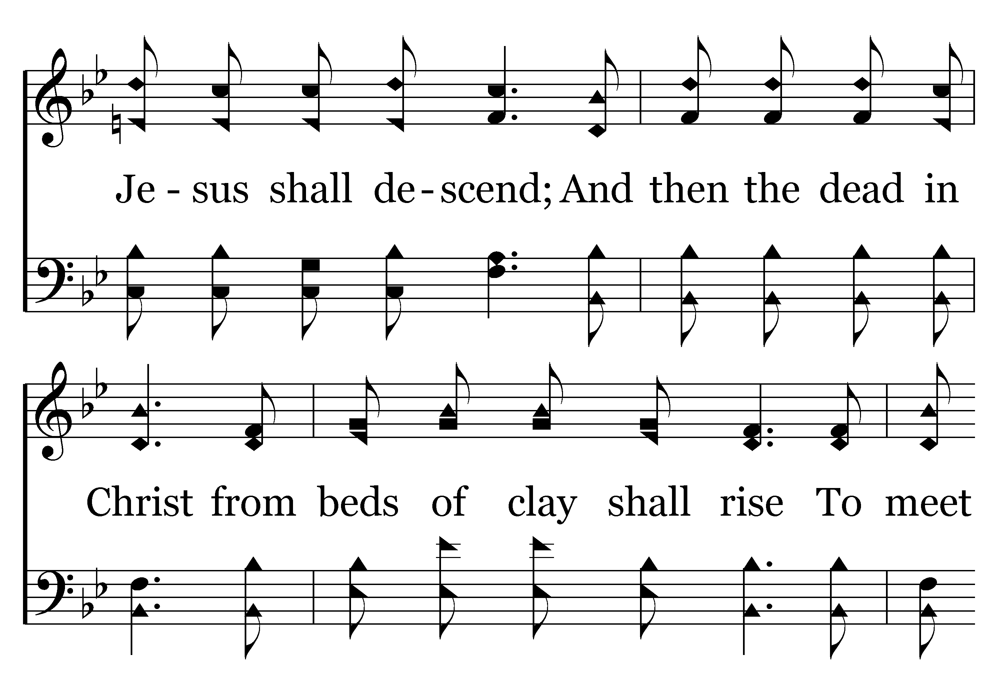 Je - sus shall de - scend; And then the dead in
Christ from beds of clay shall rise To meet